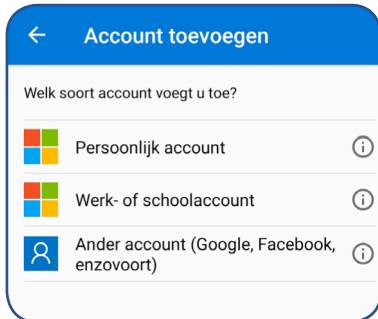 Account toevoegen
Welk soort account voegt u toe?
Persoonlijk account
Werk- of schoolaccount
Ander account (Google, Facebook,
enzovoort)